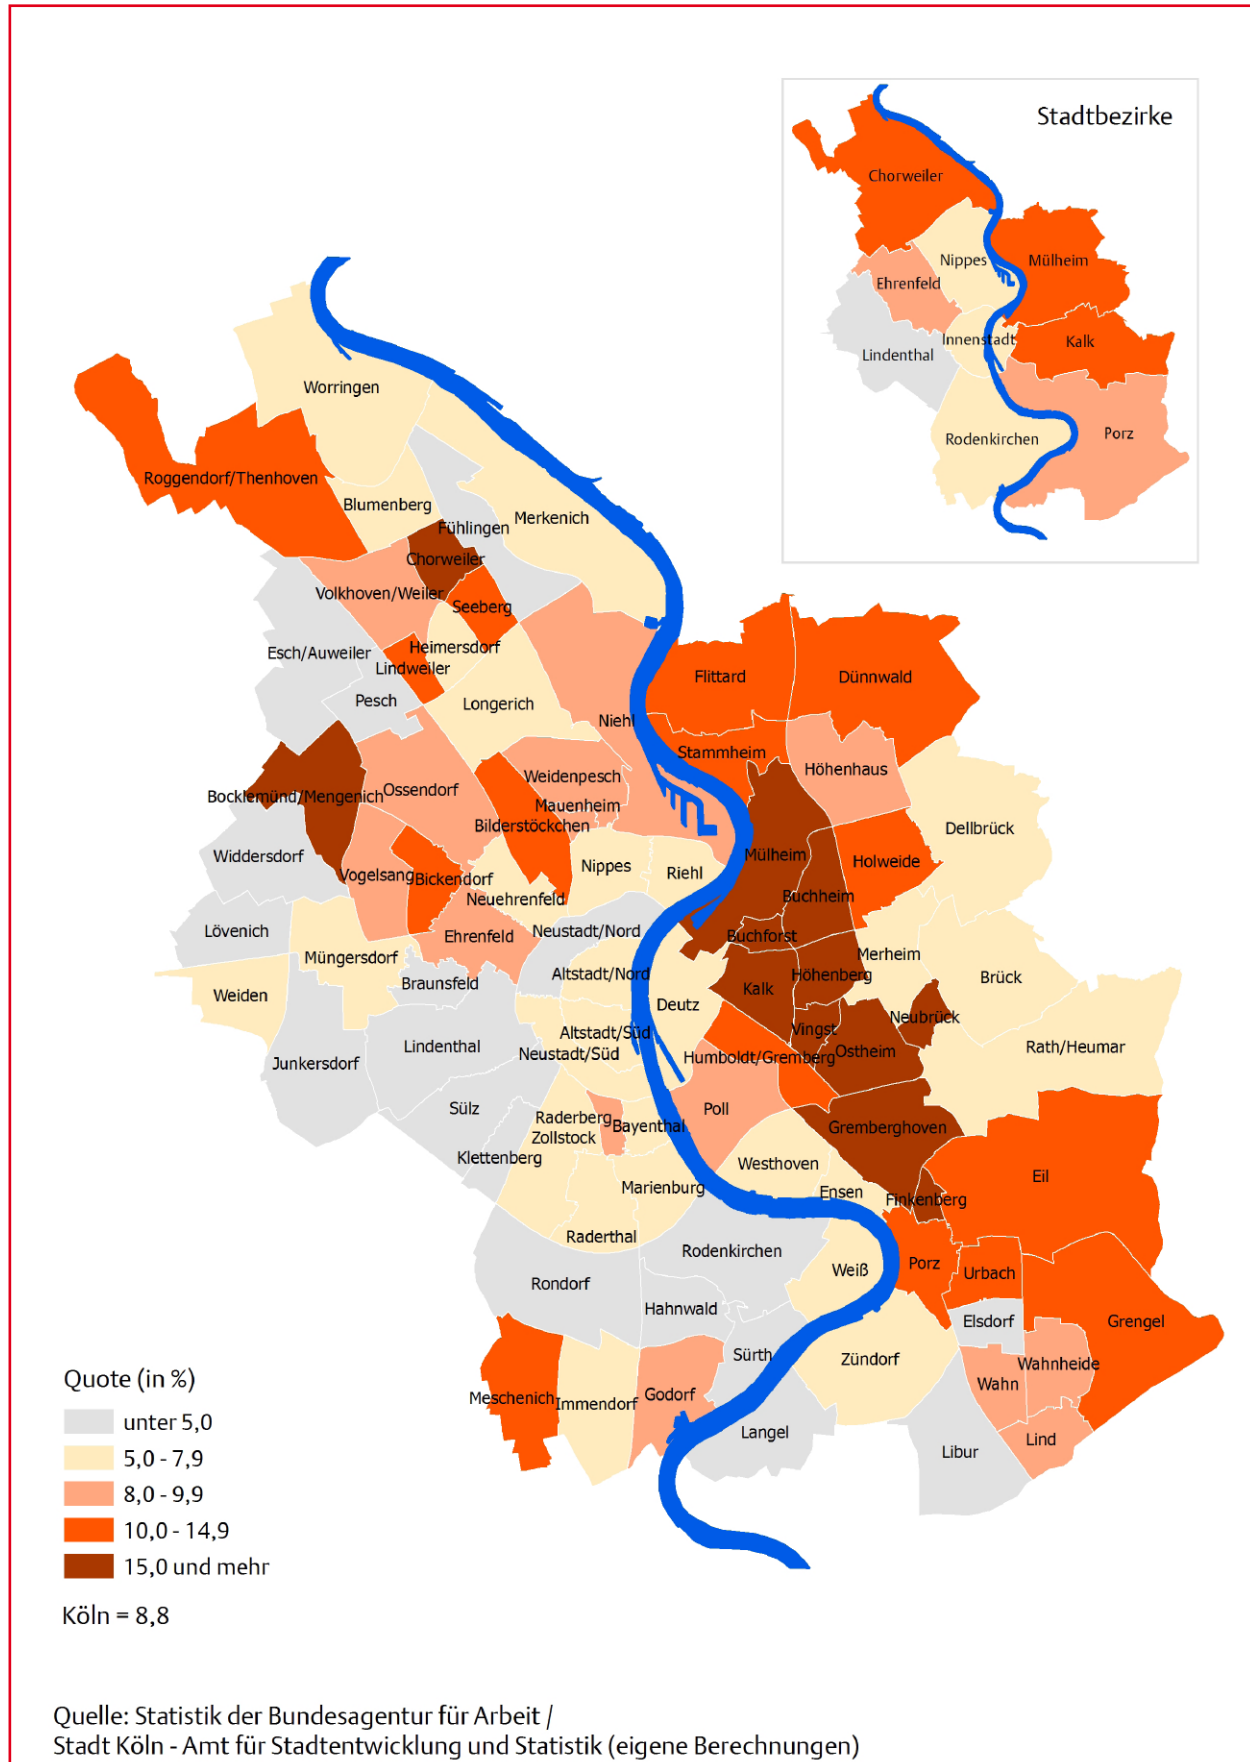 Stadtbezirke
Chorweiler
Nippes
Mülheim
Ehrenfeld
Innenstadt
Kalk
Lindenthal
Porz
Rodenkirchen
Worringen
Roggendorf/Thenhoven
Blumenberg
Merkenich
Fühlingen
Chorweiler
Volkhoven/Weiler
Seeberg
Heimersdorf
Esch/Auweiler
Lindweiler
Pesch
Longerich
Niehl
Flittard
Dünnwald
Stammheim
Höhenhaus
Weidenpesch
Ossendorf
Bocklemünd/Mengenich
Mauenheim
Bilderstöckchen
Dellbrück
Widdersdorf
Mülheim
Holweide
Nippes
Riehl
Vogelsang
Bickendorf
Buchheim
Neuehrenfeld
Lövenich
Neustadt/Nord
Ehrenfeld
Buchforst
Müngersdorf
Merheim
Altstadt/Nord
Höhenberg
Brück
Braunsfeld
Kalk
Weiden
Deutz
Neubrück
Vingst
Altstadt/Süd
Lindenthal
Neustadt/Süd
Ostheim
Rath/Heumar
Humboldt/Gremberg
Junkersdorf
Sülz
Poll
Raderberg
Bayenthal
Gremberghoven
Zollstock
Klettenberg
Westhoven
Eil
Marienburg
Ensen
Finkenberg
Raderthal
Rodenkirchen
Porz
Weiß
Urbach
Rondorf
Hahnwald
Elsdorf
Grengel
Sürth
Zündorf
Wahnheide
Wahn
Godorf
Meschenich
Immendorf
Langel
Lind
Libur
Quote (in %)
unter 5,0
5,0 - 7,9
8,0 - 9,9
10,0 - 14,9
15,0 und mehr
Köln = 8,8
Quelle: Statistik der Bundesagentur für Arbeit /
Stadt Köln - Amt für Stadtentwicklung und Statistik (eigene Berechnungen)